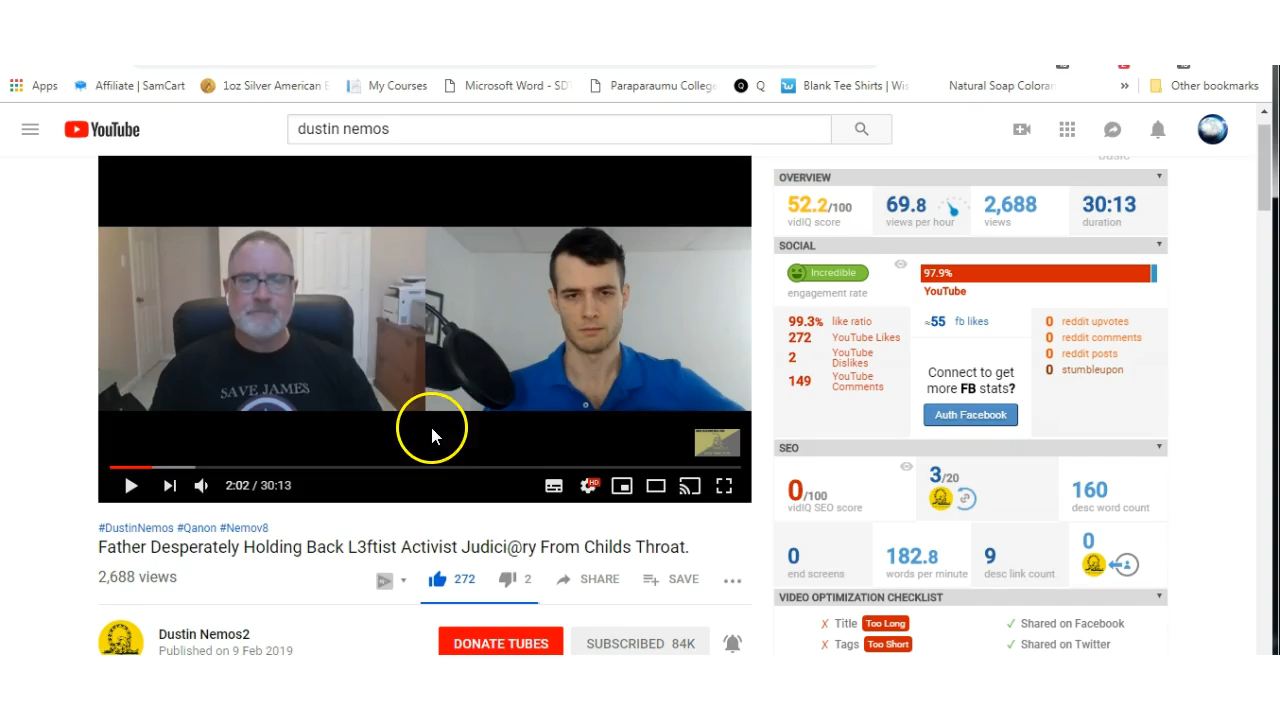 Apps
Affiliate | SamCart
1oz Silver American E
My Courses
Microsoft Word - SDT
Paraparaumu College
Q
Blank Tee Shirts | Wis
Natural Soap Coloran
»
Other bookmarks
YouTube
dustin nemos
SAVE JAMES
2:02 / 30:13
HD
#DustinNemos #Qanon #Nemov8
Father Desperately Holding Back L3ftist Activist Judici@ry From Childs Throat.
2,688 views
272
2
SHARE
SAVE
Dustin Nemos2
Published on 9 Feb 2019
DONATE TUBES
SUBSCRIBED 84K
OVERVIEW
52.2/100
vidIQ score
69.8
views per hour
2,688
views
30:13
duration
SOCIAL
Incredible
engagement rate
97.9%
YouTube
99.3% like ratio
272 YouTube Likes
2 YouTube Dislikes
149 YouTube Comments
≈55 fb likes
Connect to get
more FB stats?
Auth Facebook
0 reddit upvotes
0 reddit comments
0 reddit posts
0 stumbleupon
SEO
0/100
vidIQ SEO score
3/20
160
desc word count
0
end screens
182.8
words per minute
9
desc link count
0
VIDEO OPTIMIZATION CHECKLIST
✗ Title Too Long
✓ Shared on Facebook
✗ Tags Too Short
✓ Shared on Twitter